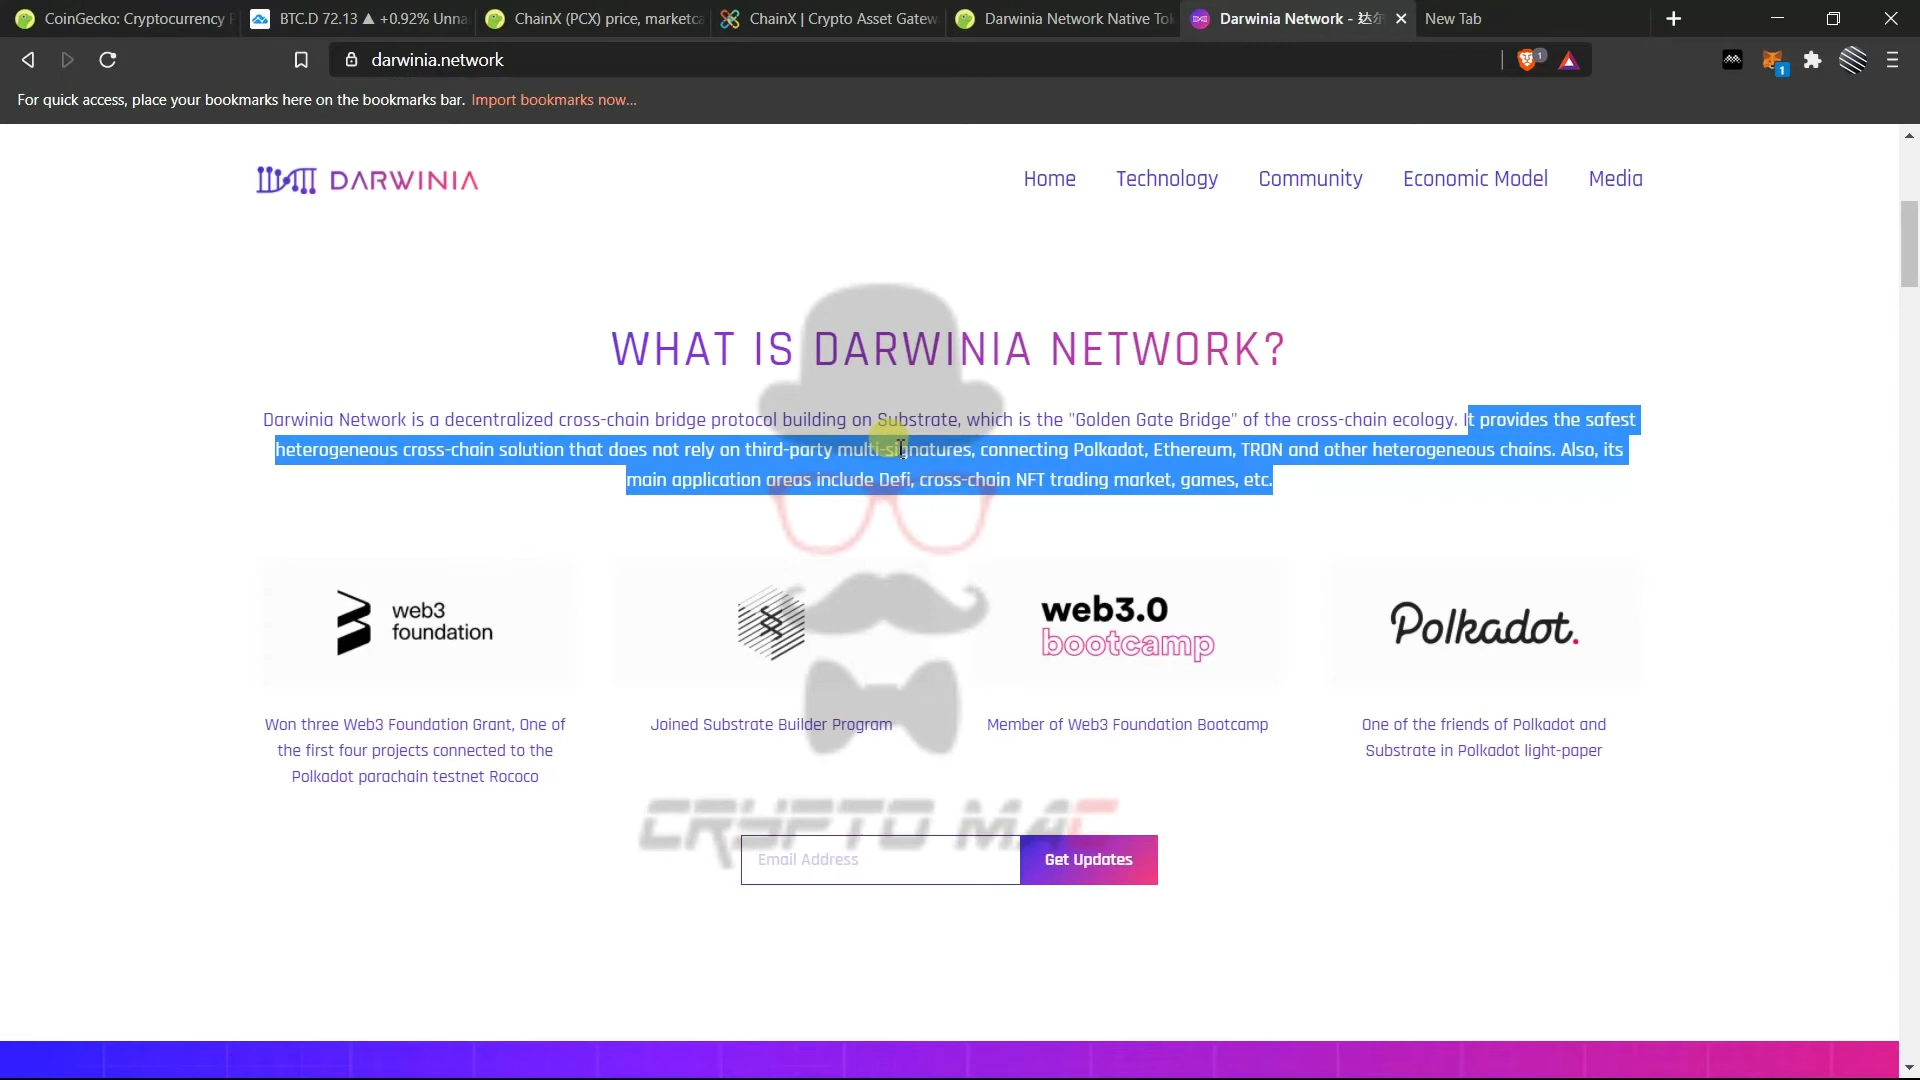 CoinGecko: Cryptocurrency
BTC.D 72.13 ▲ +0.92% Unna
ChainX (PCX) price, marketca
ChainX | Crypto Asset Gatew
Darwinia Network Native Tok
Darwinia Network - 达尔
New Tab
darwinia.network
1
1
For quick access, place your bookmarks here on the bookmarks bar. Import bookmarks now...
DARWINIA
Home
Technology
Community
Economic Model
Media
WHAT IS DARWINIA NETWORK?
Darwinia Network is a decentralized cross-chain bridge protocol building on Substrate, which is the "Golden Gate Bridge" of the cross-chain ecology. It provides the safest
heterogeneous cross-chain solution that does not rely on third-party multi-signatures, connecting Polkadot, Ethereum, TRON and other heterogeneous chains. Also, its
main application areas include Defi, cross-chain NFT trading market, games, etc.
web3
foundation
web3.0
bootcamp
Polkadot.
Won three Web3 Foundation Grant, One of
the first four projects connected to the
Polkadot parachain testnet Rococo
Joined Substrate Builder Program
Member of Web3 Foundation Bootcamp
One of the friends of Polkadot and
Substrate in Polkadot light-paper
CRYPTO MAC
Email Address
Get Updates